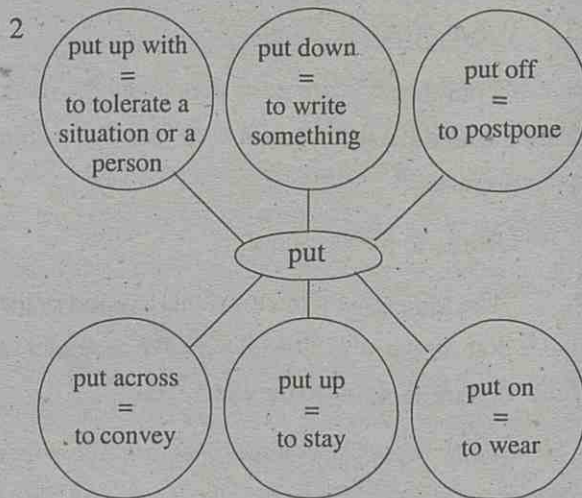 2
put up with
=
to tolerate a
situation or a
person
put down
=
to write
something
put off
=
to postpone
put
put across
=
to convey
put up
=
to stay
put on
=
to wear